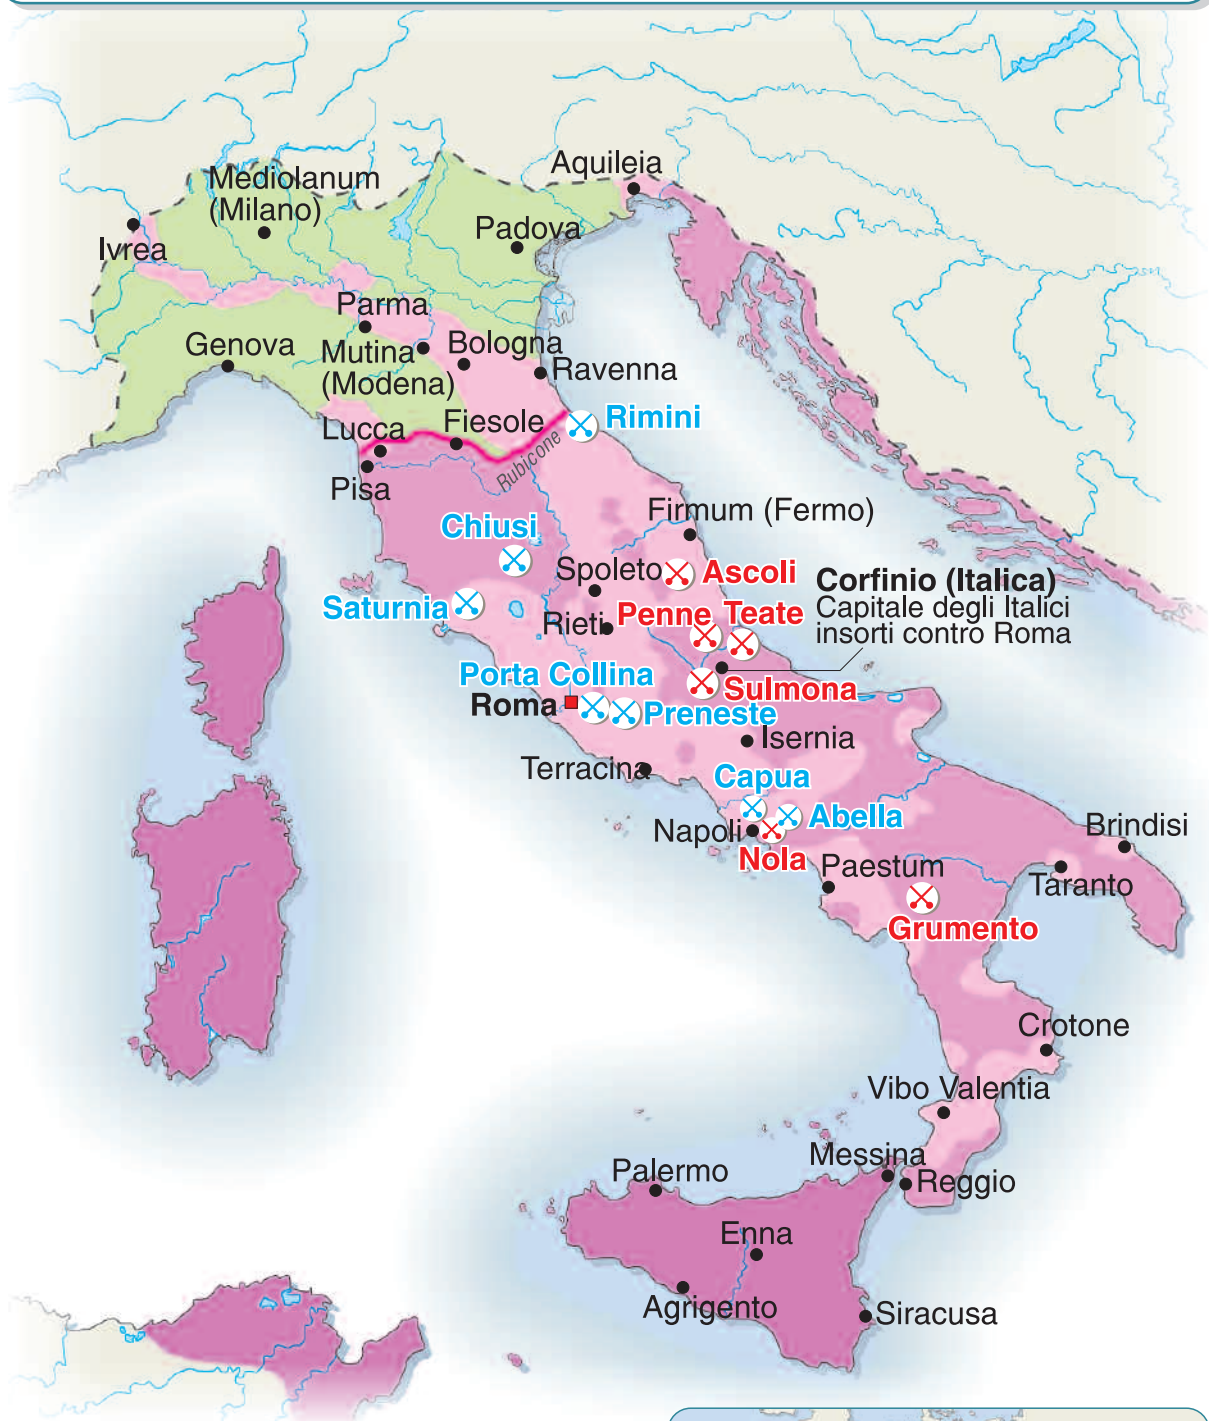 Aquileia
Mediolanum
(Milano)
Padova
Ivrea
Parma
Genova
Mutina
(Modena)
Bologna
Ravenna
Rimini
Lucca
Fiesole
Rubicone
Pisa
Firmum (Fermo)
Chiusi
Spoleto
Ascoli
Corfinio (Italica)
Capitale degli Italici
insorti contro Roma
Saturnia
Rieti
Penne
Teate
Porta Collina
Sulmona
Roma
Preneste
Isernia
Terracina
Capua
Abella
Napoli
Nola
Brindisi
Paestum
Taranto
Grumento
Crotone
Vibo Valentia
Messina
Palermo
Reggio
Enna
Agrigento
Siracusa